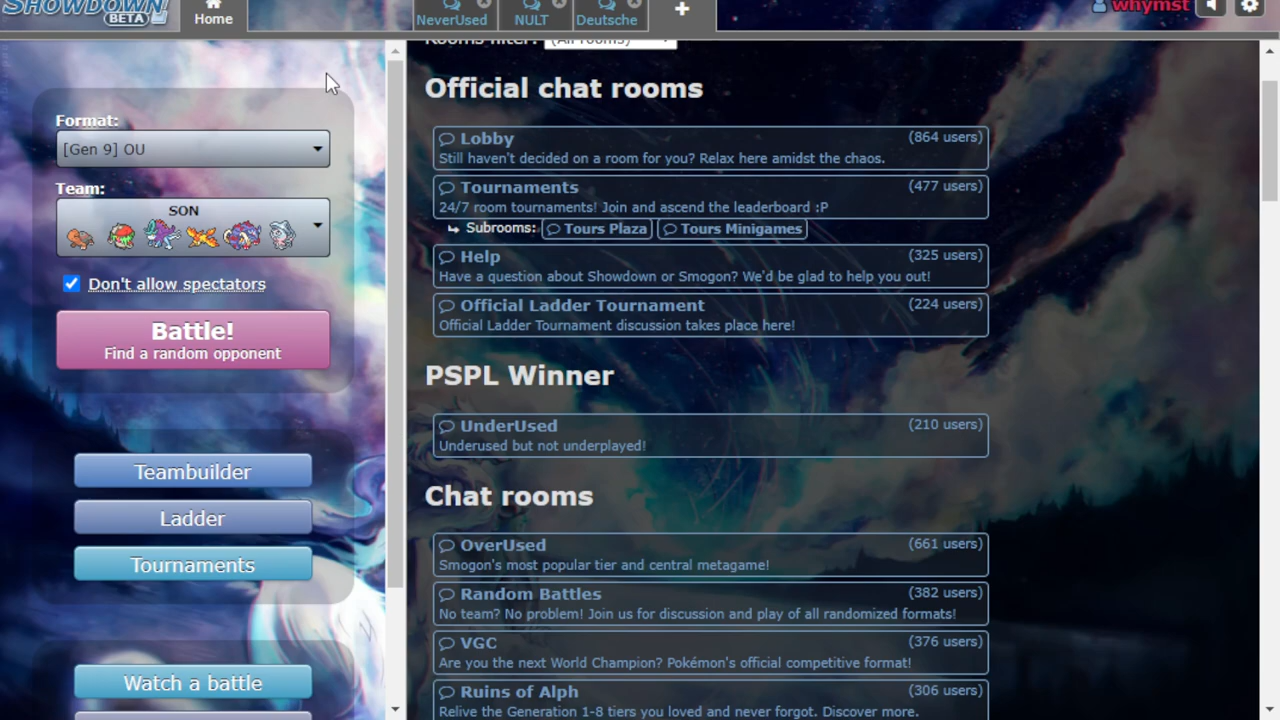 SHOWDOWN!
BETA
Home
NeverUsed
NULT
Deutsche
whymst
Format:
[Gen 9] OU
Team:
SON
Don't allow spectators
Battle!
Find a random opponent
Teambuilder
Ladder
Tournaments
Watch a battle
Rooms filter: (All rooms)
Official chat rooms
Lobby (864 users)
Still haven't decided on a room for you? Relax here amidst the chaos.
Tournaments (477 users)
24/7 room tournaments! Join and ascend the leaderboard :P
Subrooms: Tours Plaza Tours Minigames
Help (325 users)
Have a question about Showdown or Smogon? We'd be glad to help you out!
Official Ladder Tournament (224 users)
Official Ladder Tournament discussion takes place here!
PSPL Winner
UnderUsed (210 users)
Underused but not underplayed!
Chat rooms
OverUsed (661 users)
Smogon's most popular tier and central metagame!
Random Battles (382 users)
No team? No problem! Join us for discussion and play of all randomized formats!
VGC (376 users)
Are you the next World Champion? Pokémon's official competitive format!
Ruins of Alph (306 users)
Relive the Generation 1-8 tiers you loved and never forgot. Discover more.